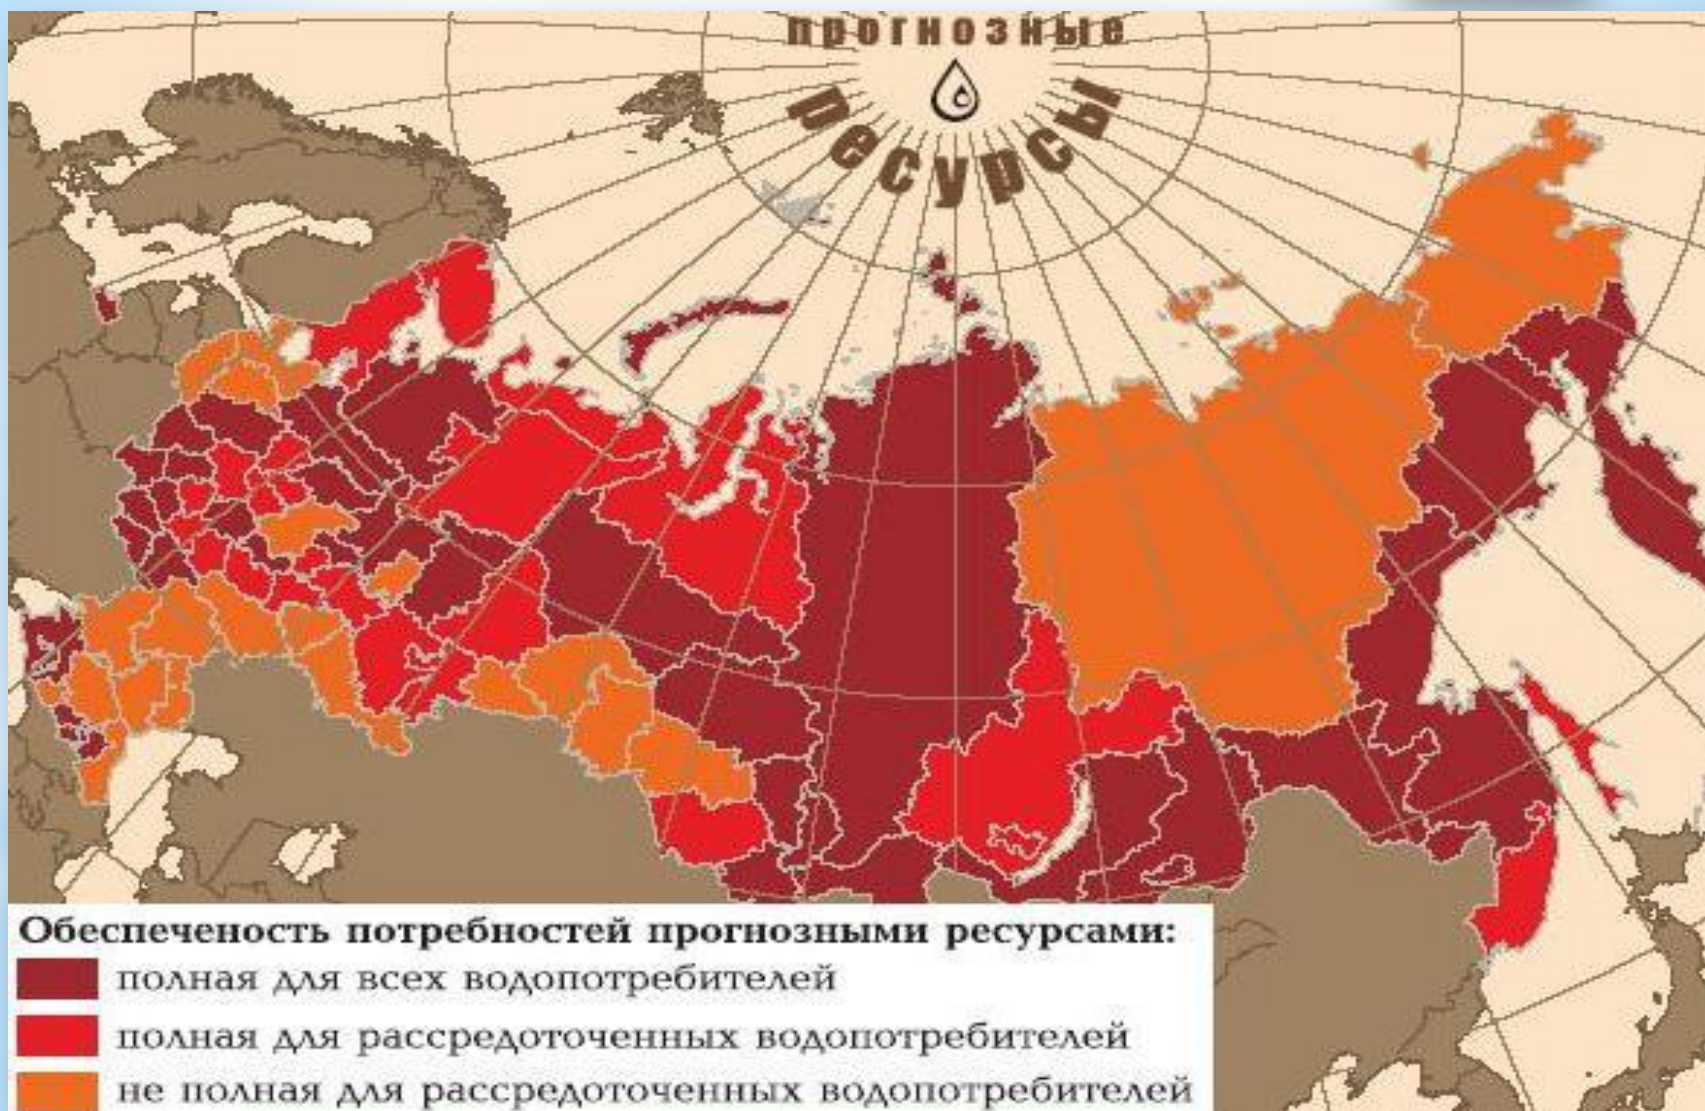 прогнозные
ресурсы
Обеспеченость потребностей прогнозными ресурсами:
полная для всех водопотребителей
полная для рассредоточенных водопотребителей
не полная для рассредоточенных водопотребителей